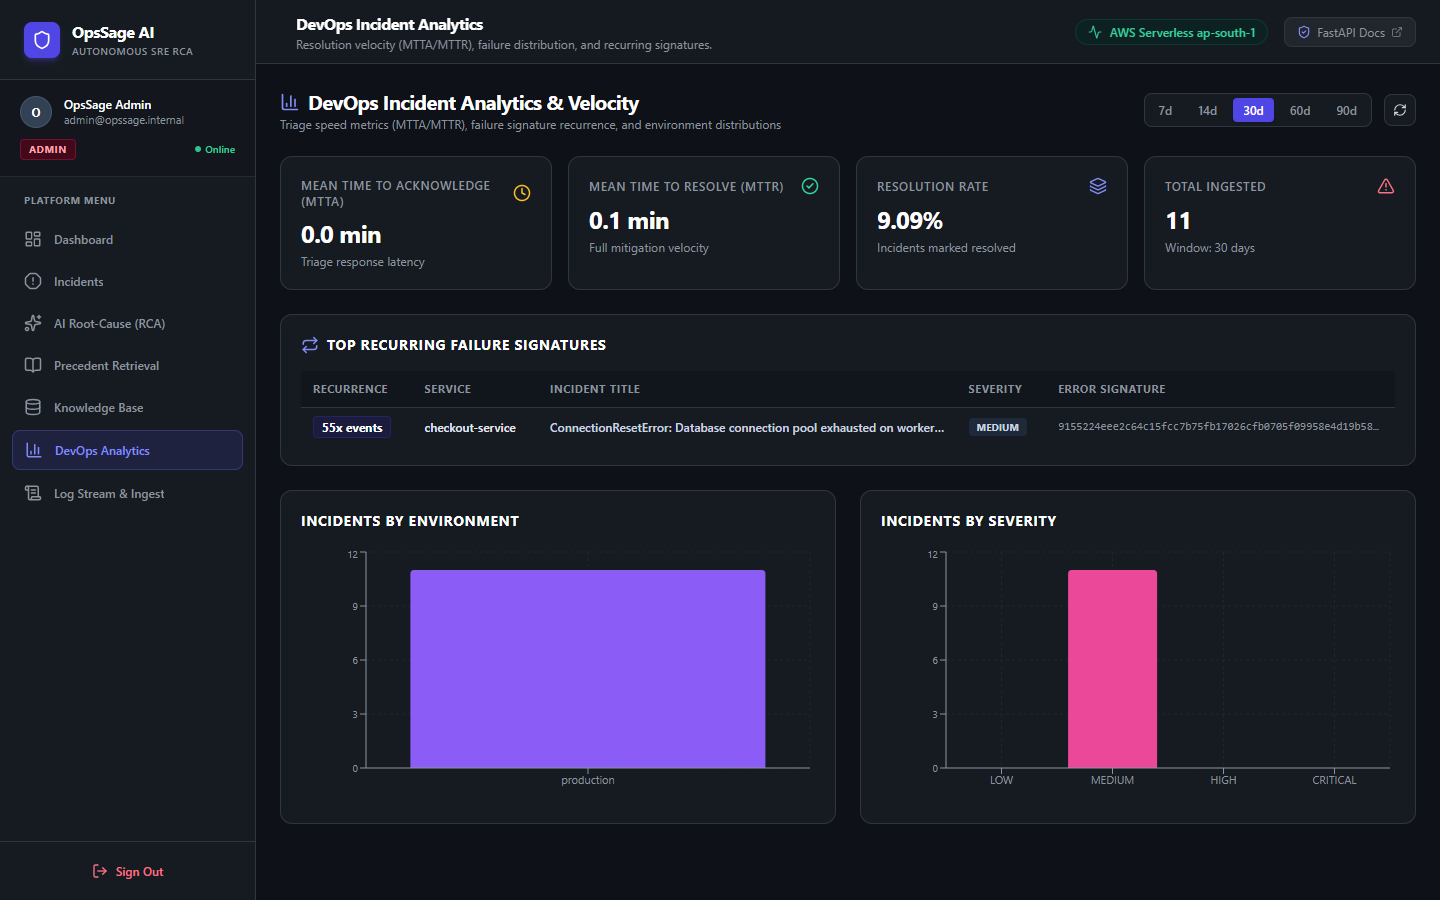 OpsSage AI
AUTONOMOUS SRE RCA
O
OpsSage Admin
admin@opssage.internal
ADMIN
Online
PLATFORM MENU
Dashboard
Incidents
AI Root-Cause (RCA)
Precedent Retrieval
Knowledge Base
DevOps Analytics
Log Stream & Ingest
Sign Out
DevOps Incident Analytics
Resolution velocity (MTTA/MTTR), failure distribution, and recurring signatures.
AWS Serverless ap-south-1
FastAPI Docs
DevOps Incident Analytics & Velocity
Triage speed metrics (MTTA/MTTR), failure signature recurrence, and environment distributions
7d 14d 30d 60d 90d
MEAN TIME TO ACKNOWLEDGE
(MTTA)
0.0 min
Triage response latency
MEAN TIME TO RESOLVE (MTTR)
0.1 min
Full mitigation velocity
RESOLUTION RATE
9.09%
Incidents marked resolved
TOTAL INGESTED
11
Window: 30 days
TOP RECURRING FAILURE SIGNATURES
RECURRENCE SERVICE INCIDENT TITLE SEVERITY ERROR SIGNATURE
55x events checkout-service ConnectionResetError: Database connection pool exhausted on worker... MEDIUM 9155224eee2c64c15fcc7b75fb17026cfb0705f09958e4d19b58…
INCIDENTS BY ENVIRONMENT
12
9
6
3
0
production
INCIDENTS BY SEVERITY
12
9
6
3
0
LOW MEDIUM HIGH CRITICAL